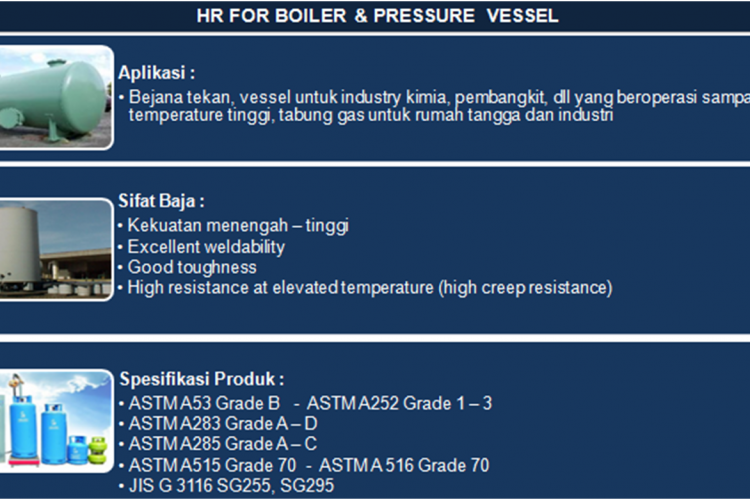 HR FOR BOILER & PRESSURE VESSEL
Aplikasi :
• Bejana tekan, vessel untuk industry kimia, pembangkit, dll yang beroperasi sampa
temperature tinggi, tabung gas untuk rumah tangga dan industri
Sifat Baja :
• Kekuatan menengah – tinggi
• Excellent weldability
• Good toughness
• High resistance at elevated temperature (high creep resistance)
Spesifikasi Produk :
• ASTM A53 Grade B - ASTM A252 Grade 1 – 3
• ASTM A283 Grade A – D
• ASTM A285 Grade A – C
• ASTM A515 Grade 70 - ASTM A 516 Grade 70
• JIS G 3116 SG255, SG295